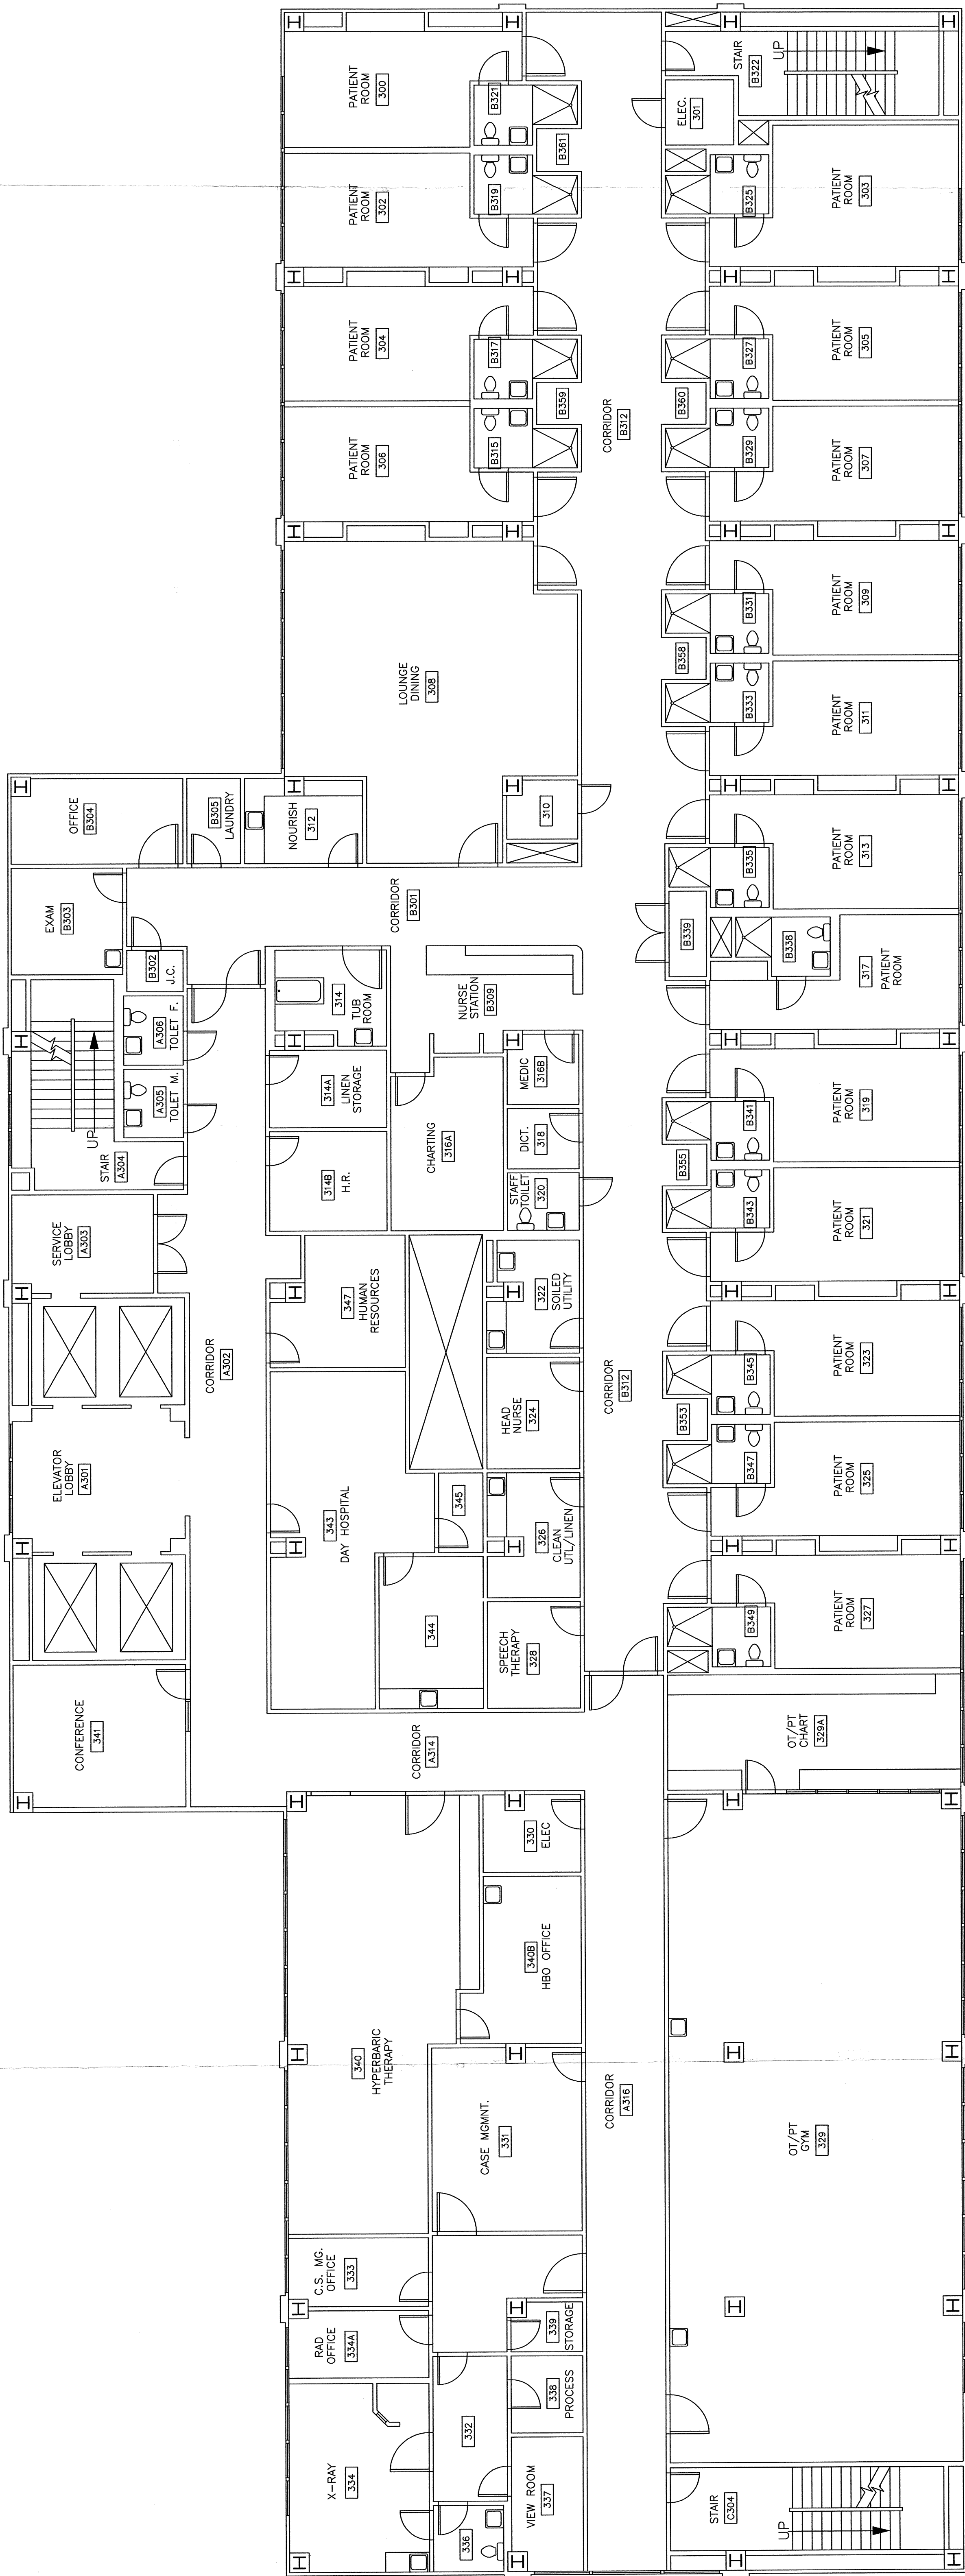 PATIENT
ROOM
300
B321
B361
PATIENT
ROOM
302
B319
STAIR
B322
UP
ELEC.
301
B325
PATIENT
ROOM
303
PATIENT
ROOM
304
B317
B359
PATIENT
ROOM
306
B315
CORRIDOR
B312
B360
B327
PATIENT
ROOM
305
B329
PATIENT
ROOM
307
LOUNGE
DINING
308
B331
PATIENT
ROOM
309
B358
B333
PATIENT
ROOM
311
OFFICE
B304
B305
LAUNDRY
NOURISH
312
310
B335
PATIENT
ROOM
313
EXAM
B303
B302
J.C.
CORRIDOR
B301
B339
B338
317
PATIENT
ROOM
A306
TOLET F.
A305
TOLET M.
UP
STAIR
A304
314
TUB
ROOM
NURSE
STATION
B309
314A
LINEN
STORAGE
MEDIC
316B
314B
H.R.
CHARTING
316A
DICT.
318
STAFF
TOILET
320
B341
PATIENT
ROOM
319
B355
B343
PATIENT
ROOM
321
SERVICE
LOBBY
A303
347
HUMAN
RESOURCES
322
SOILED
UTILITY
CORRIDOR
A302
HEAD
NURSE
324
CORRIDOR
B312
B345
PATIENT
ROOM
323
B353
B347
PATIENT
ROOM
325
ELEVATOR
LOBBY
A301
343
DAY HOSPITAL
345
326
CLEAN
UTL/LINEN
344
SPEECH
THERAPY
328
B349
PATIENT
ROOM
327
CONFERENCE
341
CORRIDOR
A314
OT/PT
CHART
329A
330
ELEC
340B
HBO OFFICE
340
HYPERBARIC
THERAPY
CASE MGMNT.
331
CORRIDOR
A316
OT/PT
GYM
329
C.S. MG.
OFFICE
333
RAD
OFFICE
334A
339
STORAGE
338
PROCESS
X-RAY
334
332
336
VIEW ROOM
337
STAIR
C304
UP